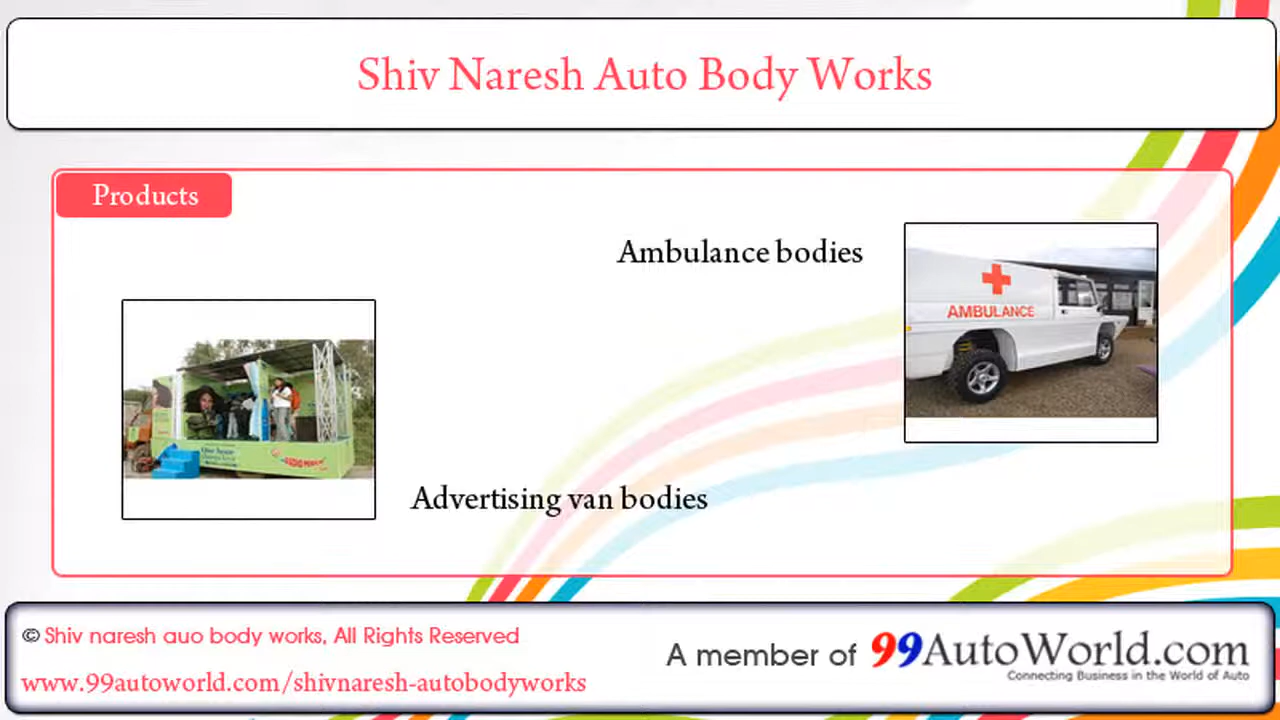 Shiv Naresh Auto Body Works
Products
Ambulance bodies
AMBULANCE
Advertising van bodies
© Shiv naresh auo body works, All Rights Reserved
www.99autoworld.com/shivnaresh-autobodyworks
A member of 99AutoWorld.com
Connecting Business in the World of Auto